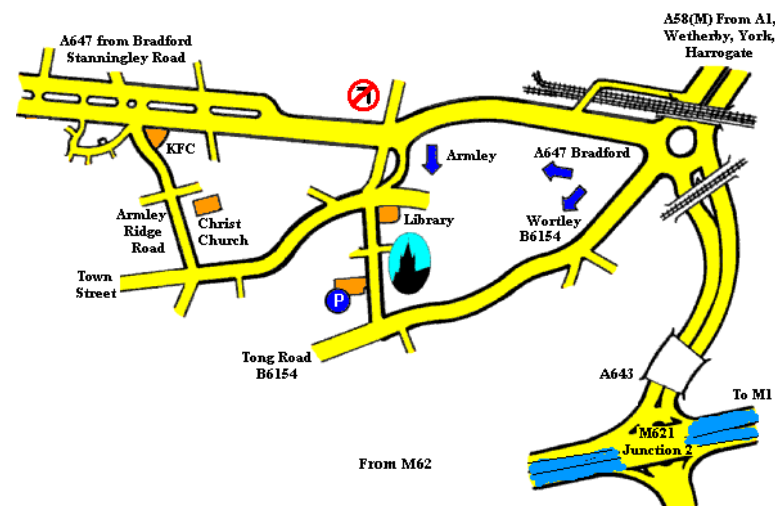 A58(M) From A1,
Wetherby, York,
Harrogate
A647 from Bradford
Stanningley Road
KFC
Armley
A647 Bradford
Armley
Ridge
Road
Christ
Church
Library
Wortley
B6154
Town
Street
P
Tong Road
B6154
A643
To M1
M621
Junction 2
From M62